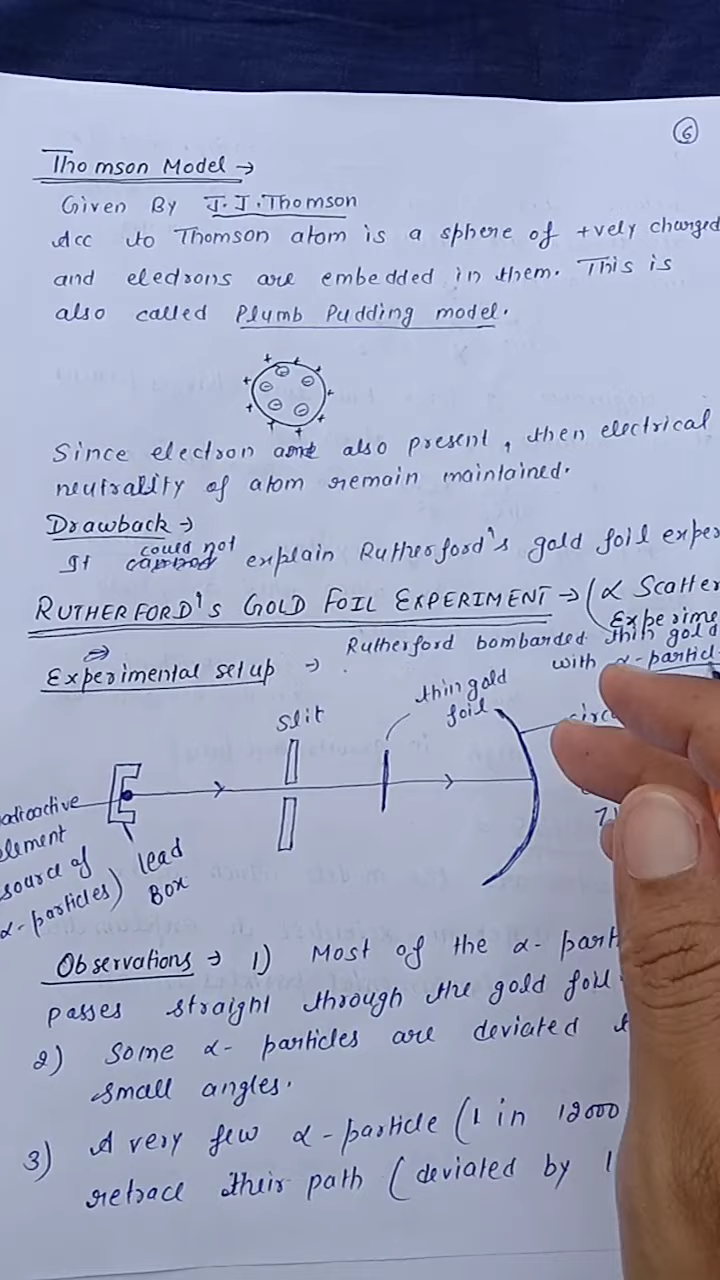 6
Thomson Model →
Given By J.J.Thomson
Acc to Thomson atom is a sphere of +vely charged
and electrons are embedded in them. This is
also called Plumb Pudding model.
Since electron are also present, then electrical
neutrality of atom remain maintained.
Drawback →
It could not explain Rutherford's gold foil exper
RUTHERFORD'S GOLD FOIL EXPERIMENT → (α Scatter
Experime
Experimental set up → Rutherford bombarded thin gold
with α-particl
thin gold
foil
slit
circ
radioactive
element
source of
α-particles)
Lead
Box
Observations → 1) Most of the α- part
passes straight through the gold foil.
2) Some α- particles are deviated
small angles.
3) A very few α-particle (1 in 12000
retrace their path (deviated by 1